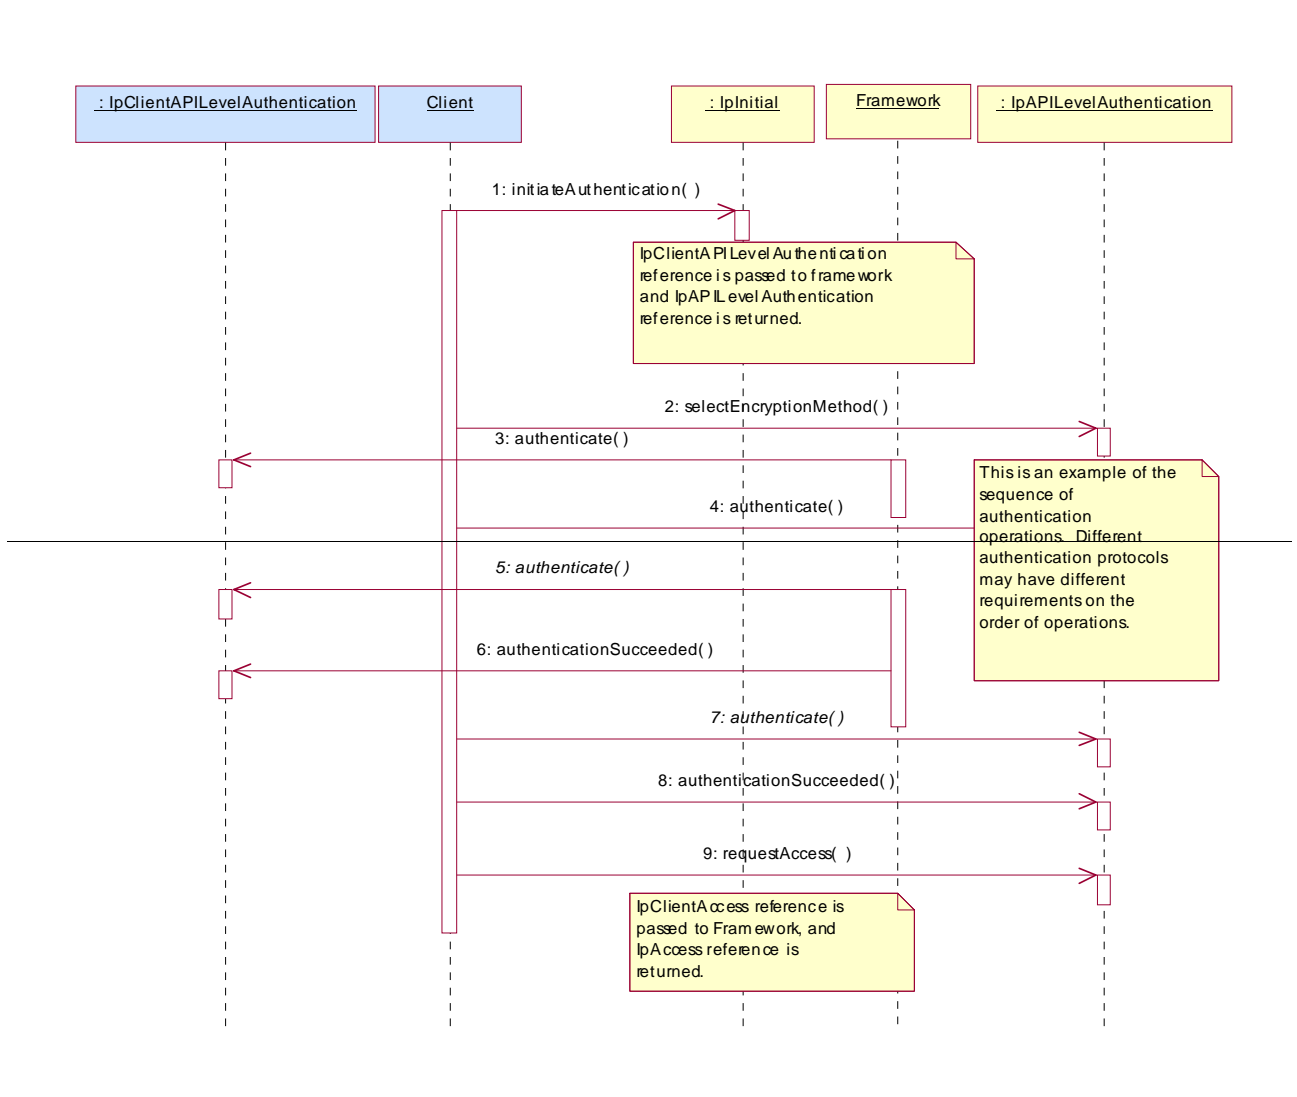 : IpClientAPILevelAuthentication
Client
: IpInitial
Framework
: IpAPILevelAuthentication
1: initiateAuthentication( )
IpClientAPILevelAuthentication
reference is passed to framework
and IpAPILevelAuthentication
reference is returned.
2: selectEncryptionMethod( )
3: authenticate( )
This is an example of the
sequence of
authentication
operations. Different
authentication protocols
may have different
requirements on the
order of operations.
4: authenticate( )
5: authenticate( )
6: authenticationSucceeded( )
7: authenticate( )
8: authenticationSucceeded( )
9: requestAccess( )
IpClientAccess reference is
passed to Framework, and
IpAccess reference is
returned.